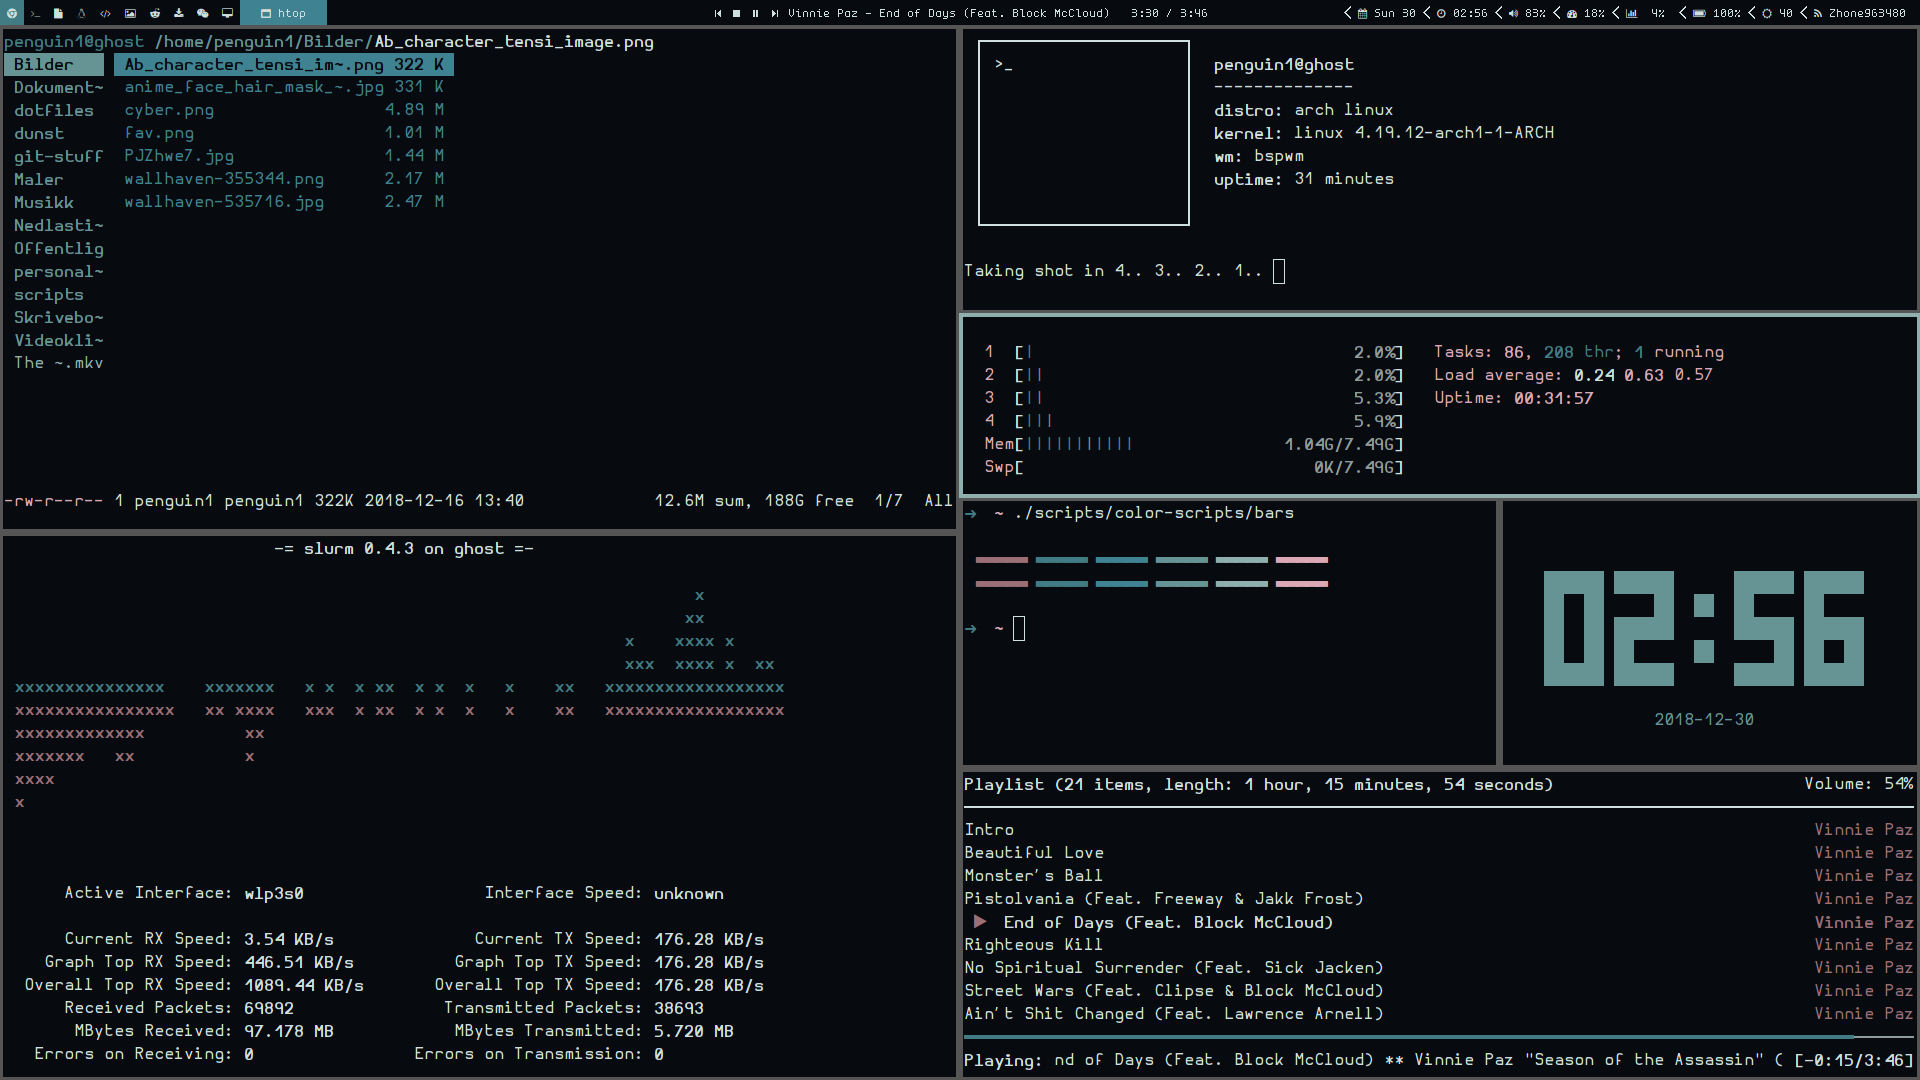 >_ </> htop
Vinnie Paz - End of Days (Feat. Block McCloud) 3:30 / 3:46
Sun 30 02:56 83% 18% 4% 100% 40 Zhone963480
penguin1@ghost /home/penguin1/Bilder/Ab_character_tensi_image.png
Bilder Ab_character_tensi_im~.png 322 K
Dokument~ anime_face_hair_mask_~.jpg 331 K
dotfiles cyber.png 4.89 M
dunst fav.png 1.01 M
git-stuff PJZhwe7.jpg 1.44 M
Maler wallhaven-355344.png 2.17 M
Musikk wallhaven-535716.jpg 2.47 M
Nedlasti~
Offentlig
personal~
scripts
Skrivebo~
Videokli~
The ~.mkv
-rw-r--r-- 1 penguin1 penguin1 322K 2018-12-16 13:40 12.6M sum, 188G free 1/7 All
>_
penguin1@ghost
--------------
distro: arch linux
kernel: linux 4.19.12-arch1-1-ARCH
wm: bspwm
uptime: 31 minutes
Taking shot in 4.. 3.. 2.. 1..
1 [| 2.0%]
2 [|| 2.0%]
3 [|| 5.3%]
4 [||| 5.9%]
Mem[||||||||||| 1.04G/7.49G]
Swp[ 0K/7.49G]
Tasks: 86, 208 thr; 1 running
Load average: 0.24 0.63 0.57
Uptime: 00:31:57
-= slurm 0.4.3 on ghost =-
x
xx
x xxxx x
xxx xxxx x xx
xxxxxxxxxxxxxxx xxxxxxx x x x xx x x x x xx xxxxxxxxxxxxxxxxxx
xxxxxxxxxxxxxxxx xx xxxx xxx x xx x x x x xx xxxxxxxxxxxxxxxxxx
xxxxxxxxxxxxx xx
xxxxxxx xx x
xxxx
x
Active Interface: wlp3s0 Interface Speed: unknown
Current RX Speed: 3.54 KB/s Current TX Speed: 176.28 KB/s
Graph Top RX Speed: 446.51 KB/s Graph Top TX Speed: 176.28 KB/s
Overall Top RX Speed: 1089.44 KB/s Overall Top TX Speed: 176.28 KB/s
Received Packets: 69892 Transmitted Packets: 38693
MBytes Received: 97.178 MB MBytes Transmitted: 5.720 MB
Errors on Receiving: 0 Errors on Transmission: 0
➜ ~ ./scripts/color-scripts/bars
➜ ~
02:56
2018-12-30
Playlist (21 items, length: 1 hour, 15 minutes, 54 seconds) Volume: 54%
Intro Vinnie Paz
Beautiful Love Vinnie Paz
Monster's Ball Vinnie Paz
Pistolvania (Feat. Freeway & Jakk Frost) Vinnie Paz
▶ End of Days (Feat. Block McCloud) Vinnie Paz
Righteous Kill Vinnie Paz
No Spiritual Surrender (Feat. Sick Jacken) Vinnie Paz
Street Wars (Feat. Clipse & Block McCloud) Vinnie Paz
Ain't Shit Changed (Feat. Lawrence Arnell) Vinnie Paz
Playing: nd of Days (Feat. Block McCloud) ** Vinnie Paz "Season of the Assassin" ( [-0:15/3:46]